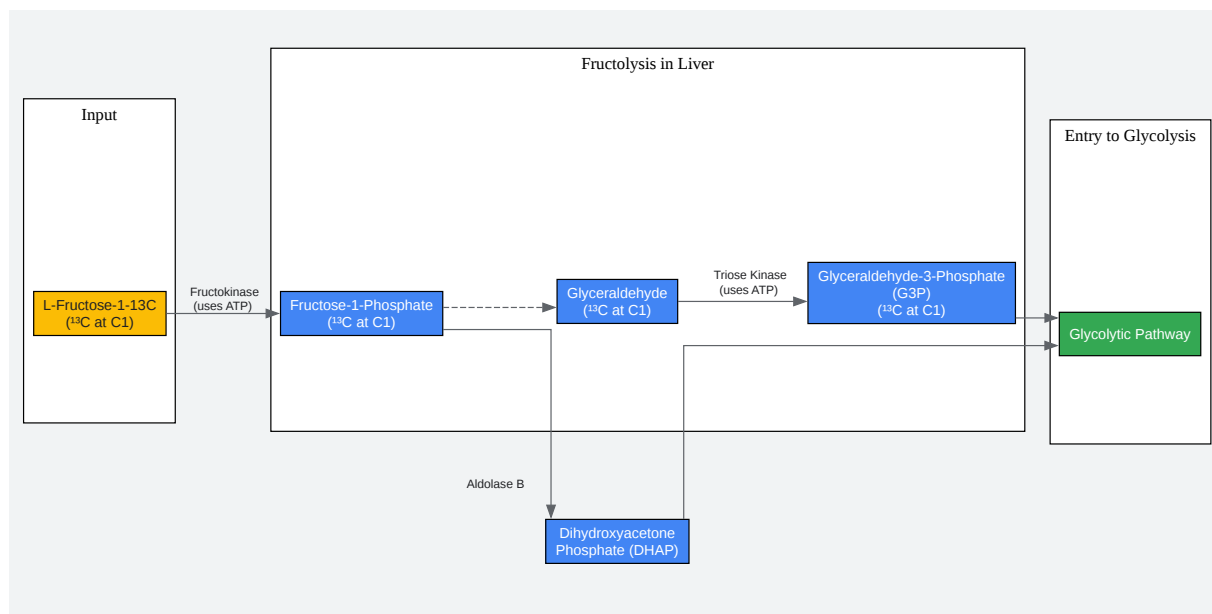 Fructolysis in Liver
Input
Entry to Glycolysis
L-Fructose-1-13C
(¹³C at C1)
Fructokinase
(uses ATP)
Fructose-1-Phosphate
(¹³C at C1)
Glyceraldehyde
(¹³C at C1)
Triose Kinase
(uses ATP)
Glyceraldehyde-3-Phosphate
(G3P)
(¹³C at C1)
Glycolytic Pathway
Aldolase B
Dihydroxyacetone
Phosphate (DHAP)